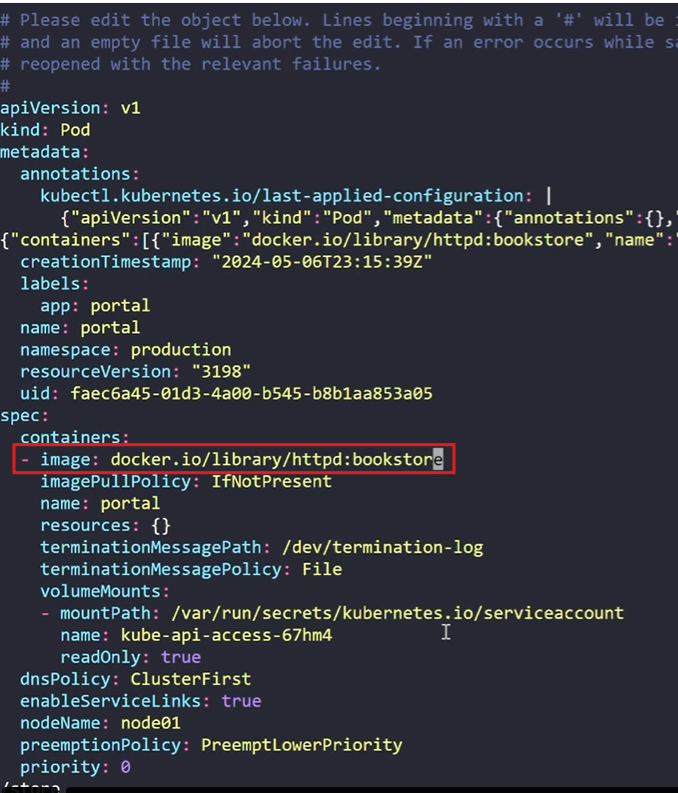 # Please edit the object below. Lines beginning with a '#' will be
# and an empty file will abort the edit. If an error occurs while
# reopened with the relevant failures.
#
apiVersion: v1
kind: Pod
metadata:
  annotations:
    kubectl.kubernetes.io/last-applied-configuration: |
      {"apiVersion":"v1","kind":"Pod","metadata":{"annotations":{},"
{"containers":[{"image":"docker.io/library/httpd:bookstore","name":"
  creationTimestamp: "2024-05-06T23:15:39Z"
  labels:
    app: portal
  name: portal
  namespace: production
  resourceVersion: "3198"
  uid: faec6a45-01d3-4a00-b545-b8b1aa853a05
spec:
  containers:
  - image: docker.io/library/httpd:bookstore
    imagePullPolicy: IfNotPresent
    name: portal
    resources: {}
    terminationMessagePath: /dev/termination-log
    terminationMessagePolicy: File
    volumeMounts:
    - mountPath: /var/run/secrets/kubernetes.io/serviceaccount
      name: kube-api-access-67hm4
      readOnly: true
  dnsPolicy: ClusterFirst
  enableServiceLinks: true
  nodeName: node01
  preemptionPolicy: PreemptLowerPriority
  priority: 0